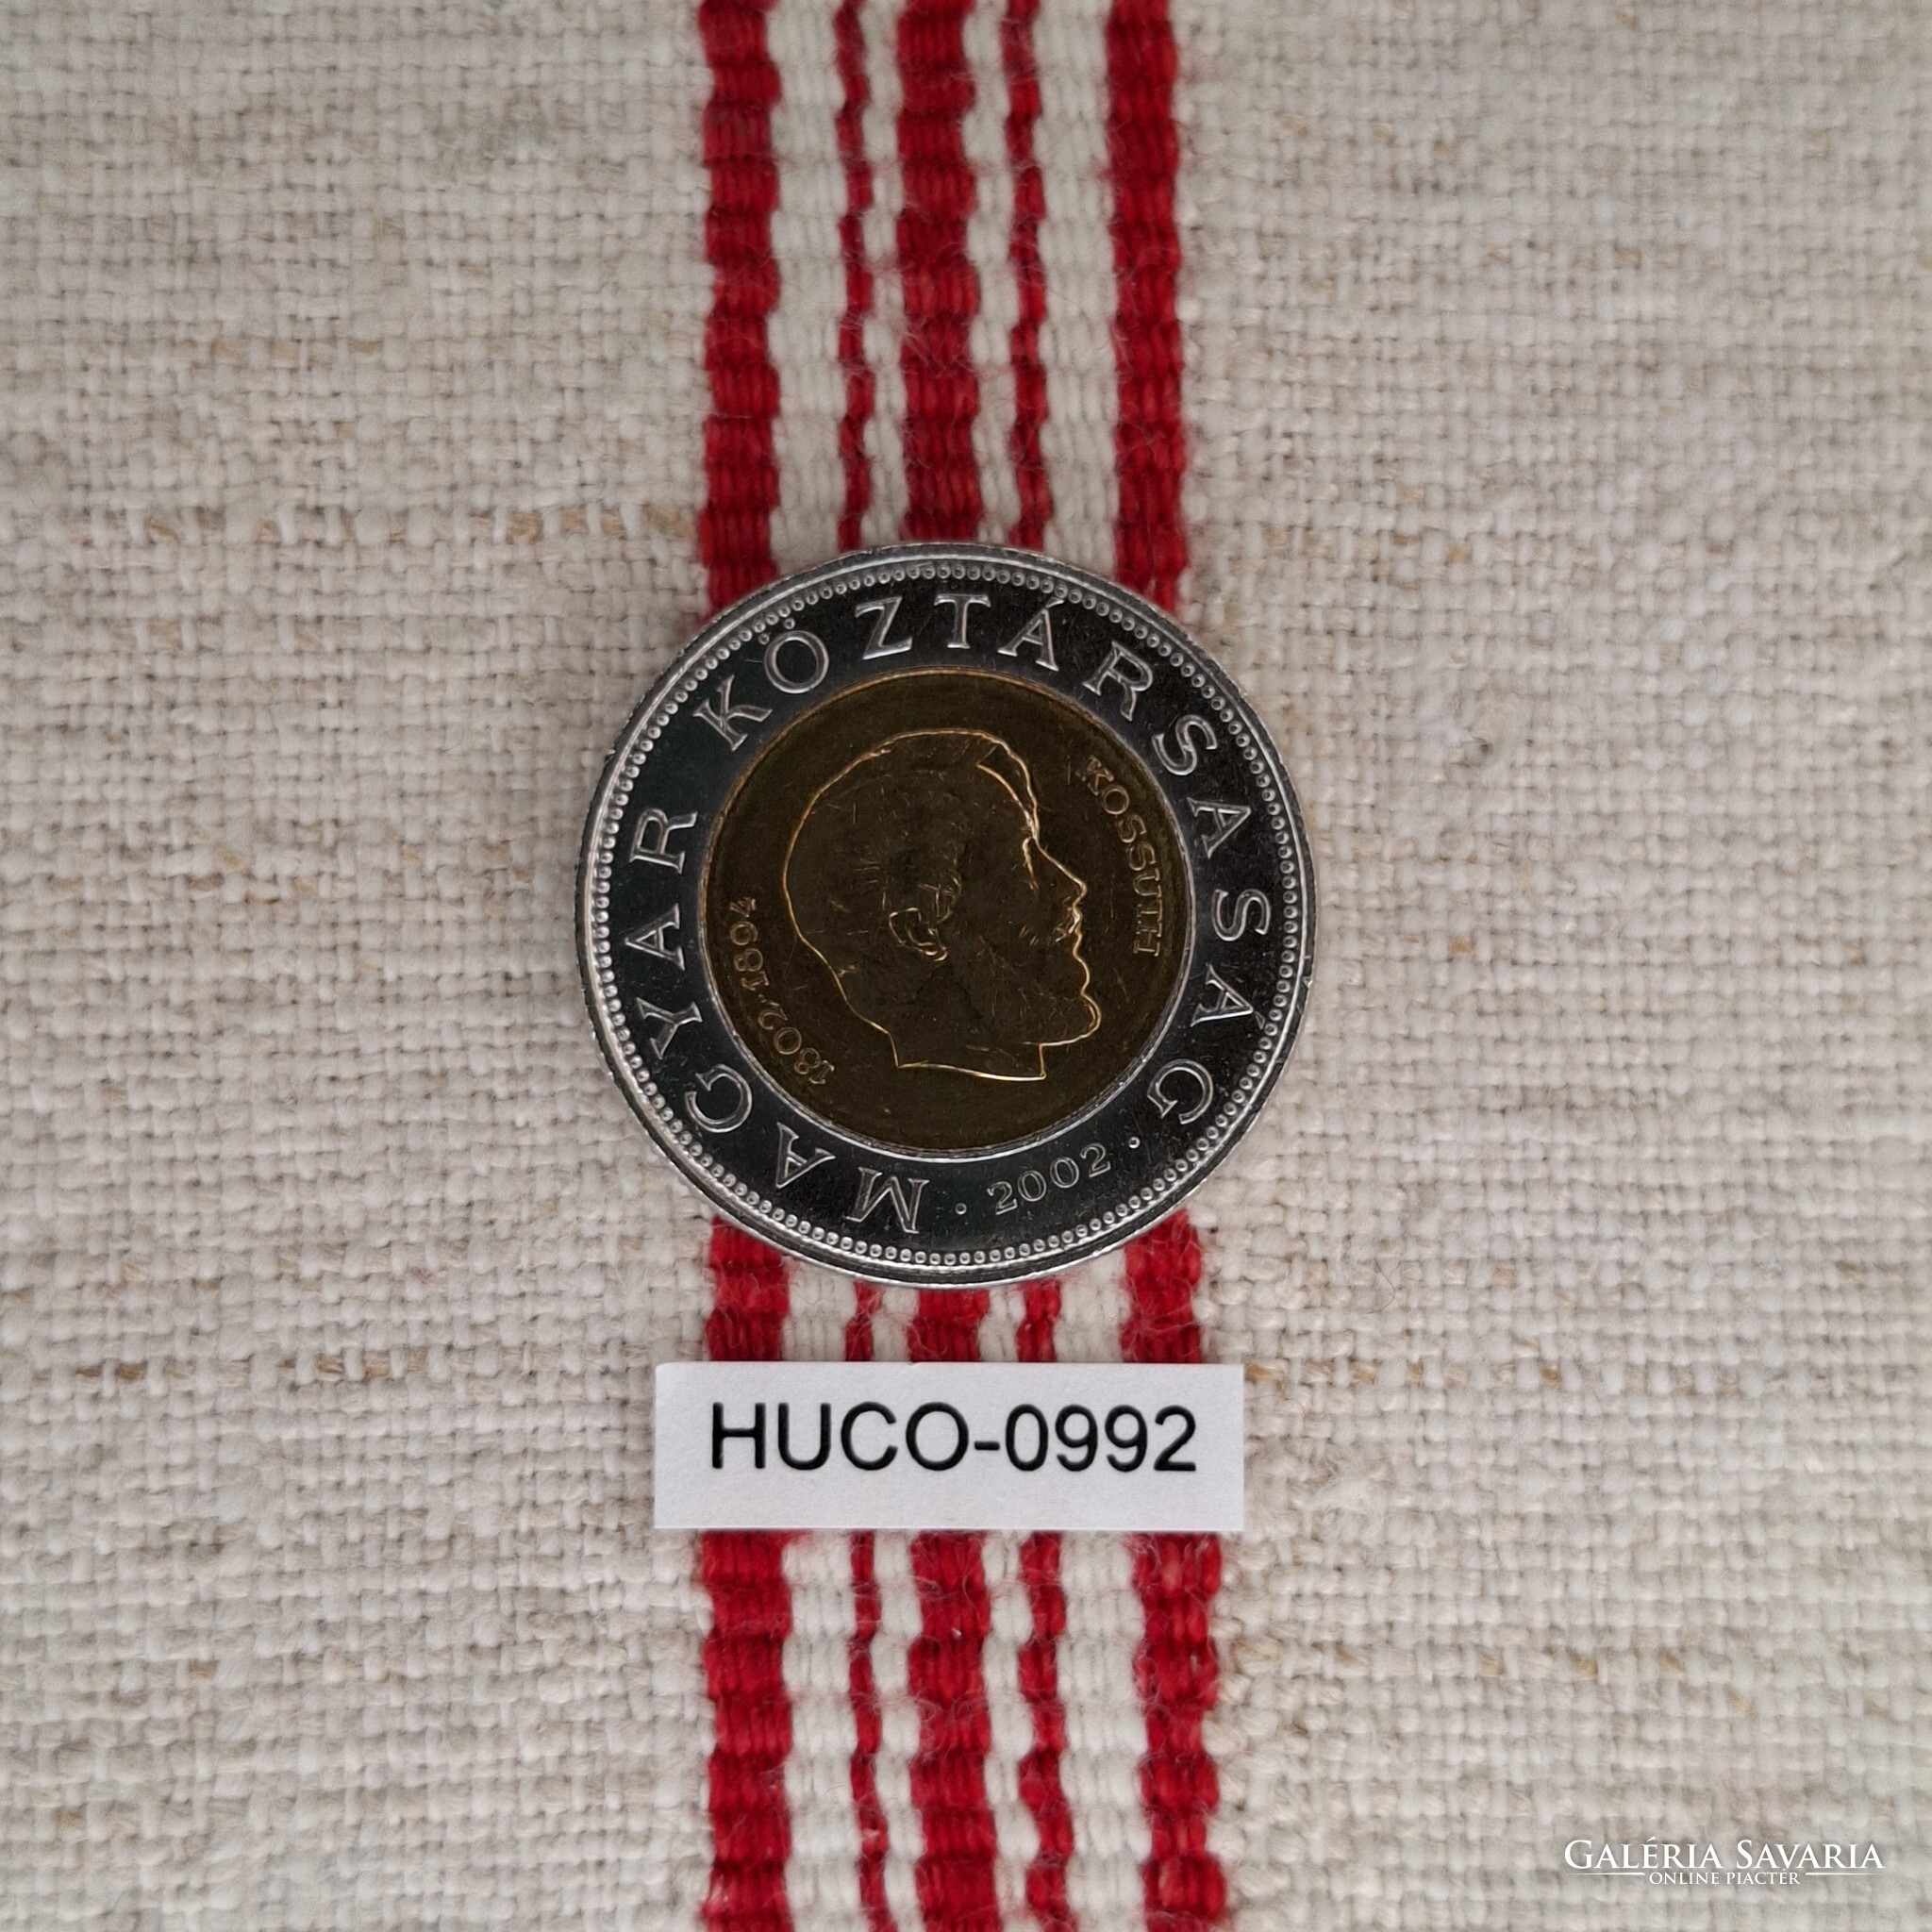 MAGYAR KÖZTÁRSASÁG
· 2002 ·
KOSSUTH
1802·1894
HUCO-0992
GALÉRIA SAVARIA
ONLINE PIACTÉR